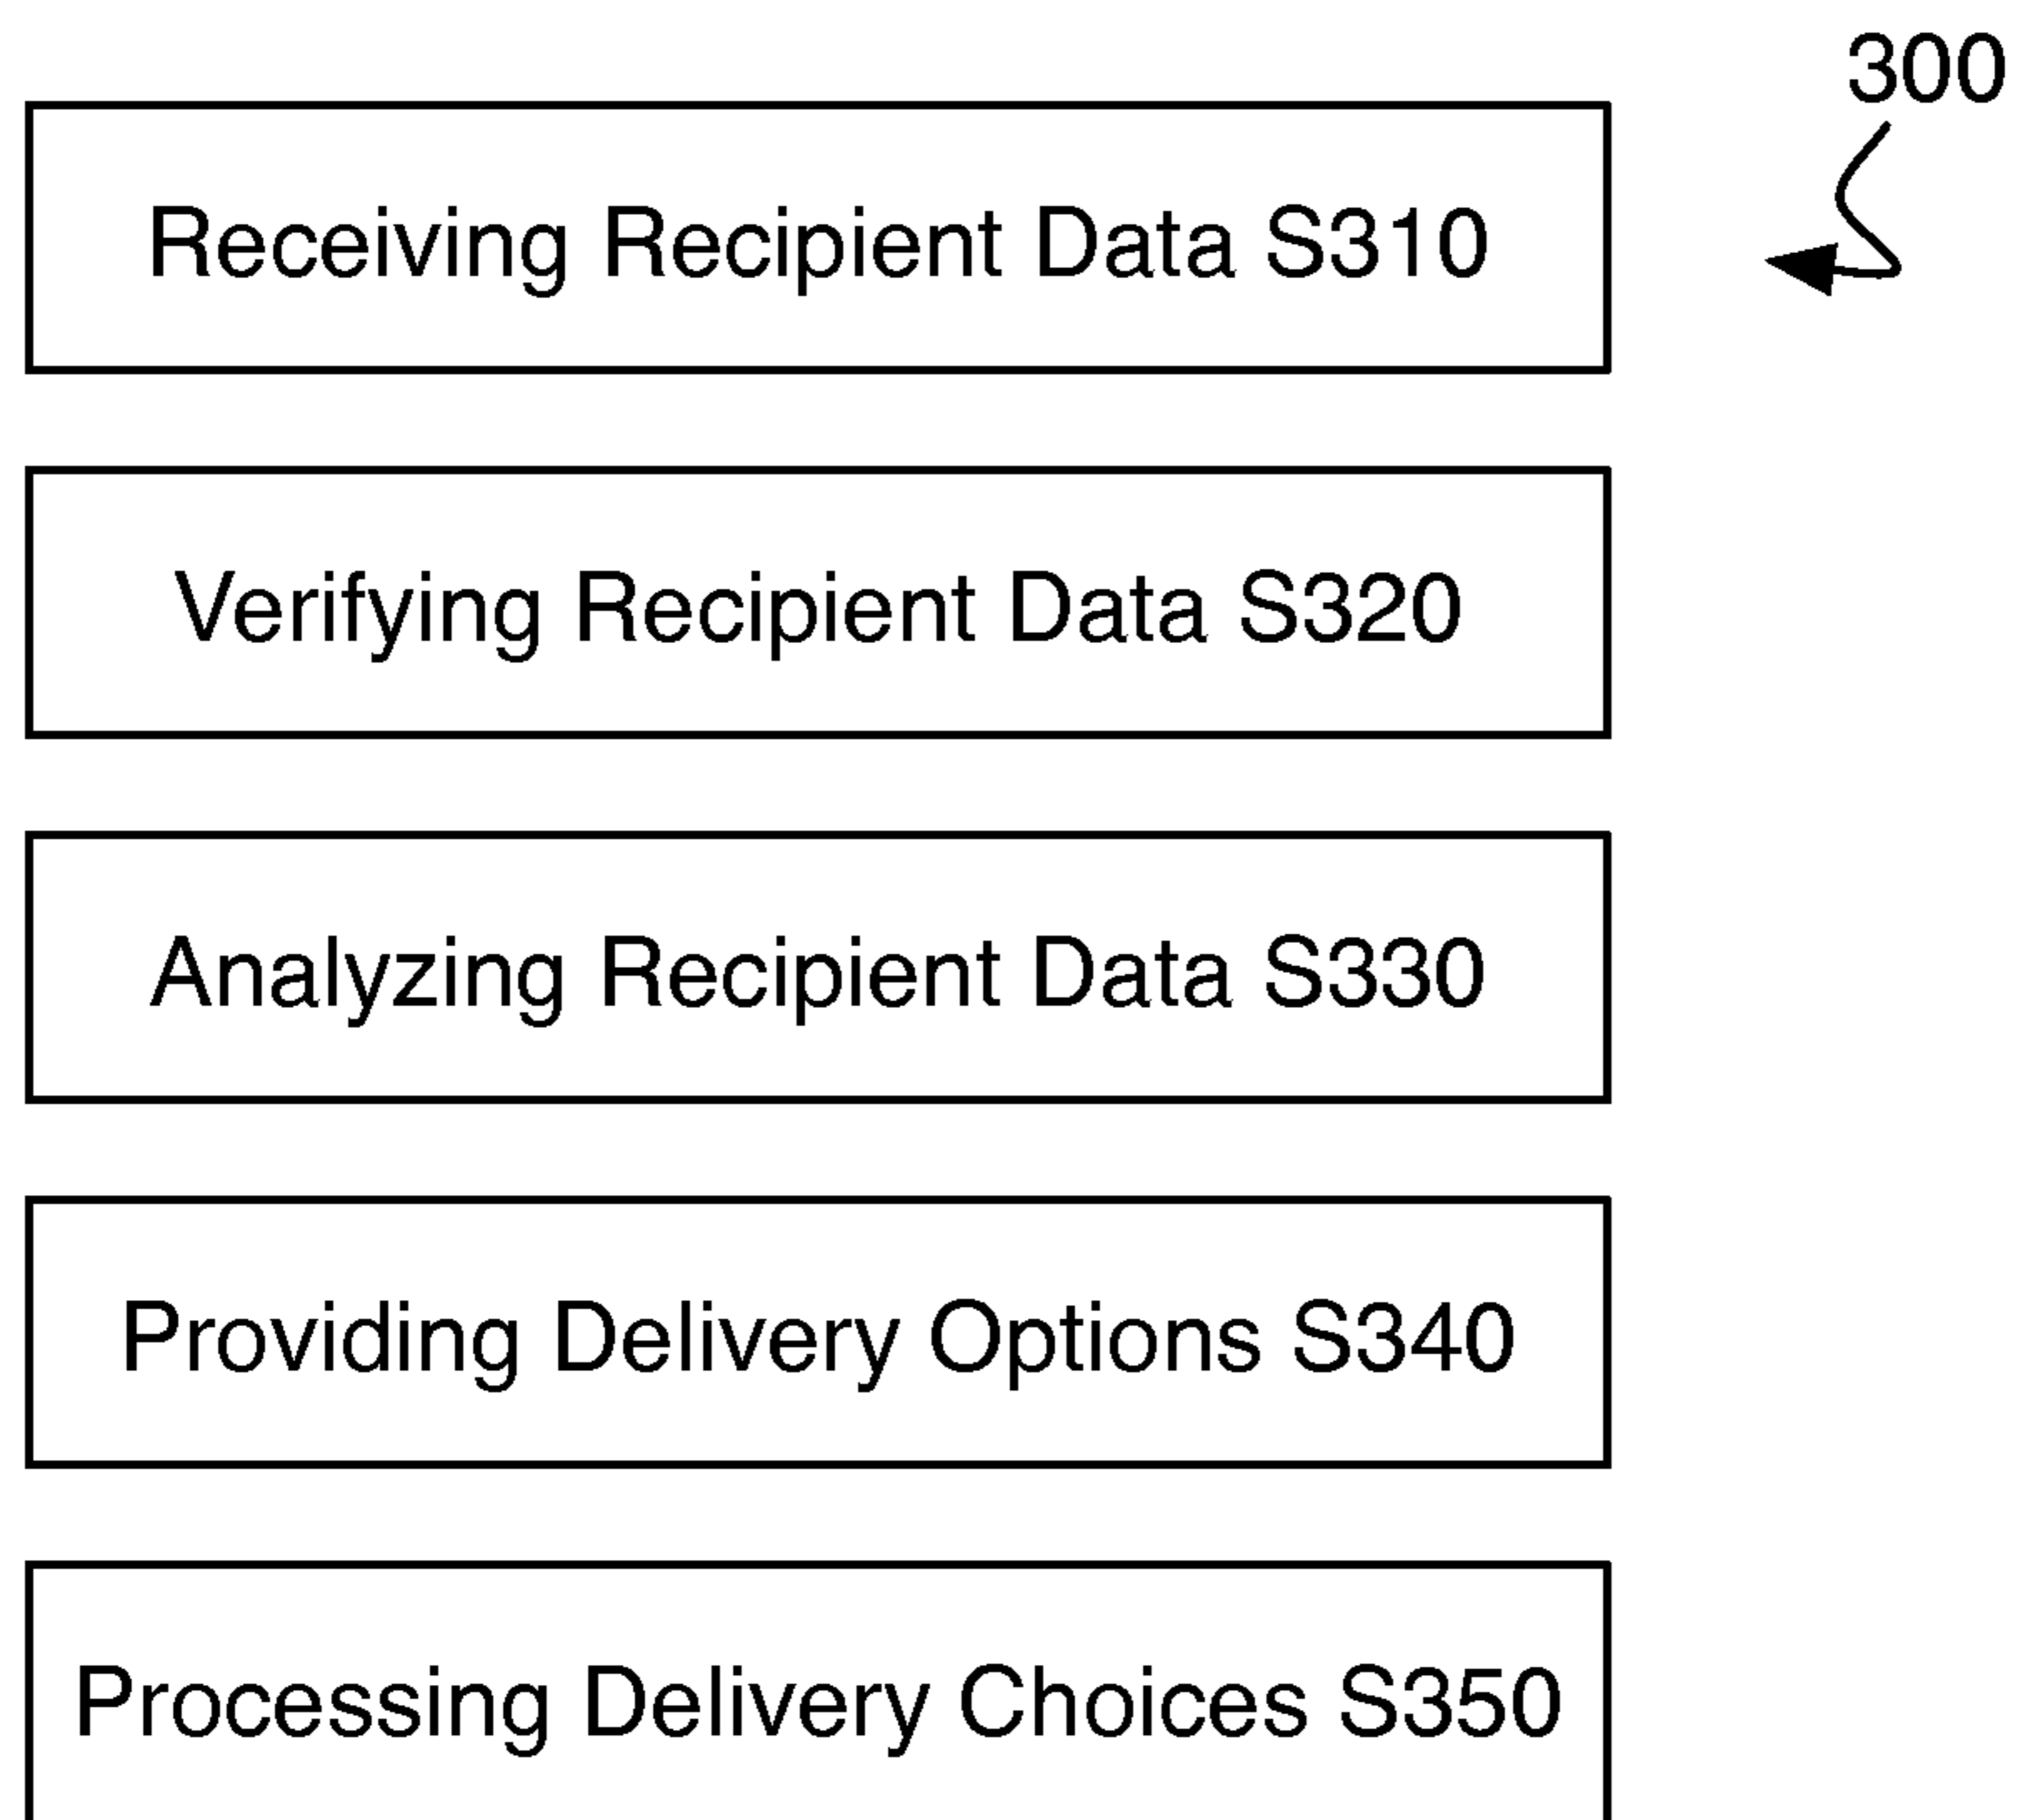 300
Receiving Recipient Data S310
Verifying Recipient Data S320
Analyzing Recipient Data S330
Providing Delivery Options S340
Processing Delivery Choices S350